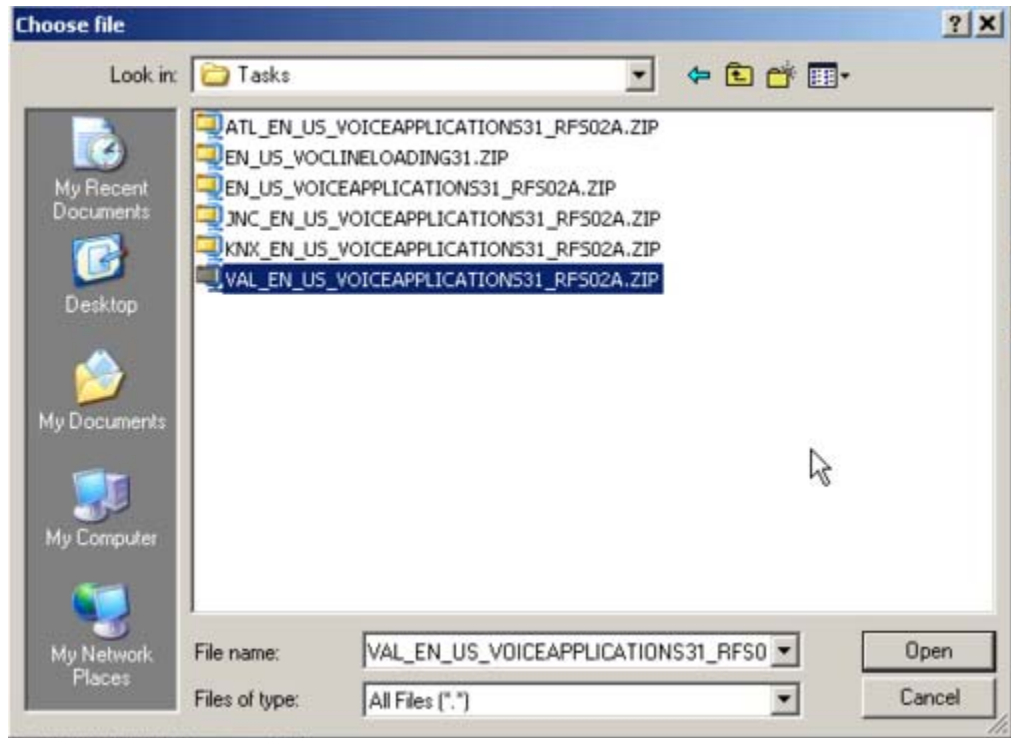 Choose file
Look in: Tasks
ATL_EN_US_VOICEAPPLICATIONS31_RFS02A.ZIP
EN_US_VOCLINELOADING31.ZIP
EN_US_VOICEAPPLICATIONS31_RFS02A.ZIP
JNC_EN_US_VOICEAPPLICATIONS31_RFS02A.ZIP
KNX_EN_US_VOICEAPPLICATIONS31_RFS02A.ZIP
VAL_EN_US_VOICEAPPLICATIONS31_RFS02A.ZIP
My Recent
Documents
Desktop
My Documents
My Computer
My Network
Places
File name: VAL_EN_US_VOICEAPPLICATIONS31_RFS0
Open
Files of type: All Files (*.*)
Cancel